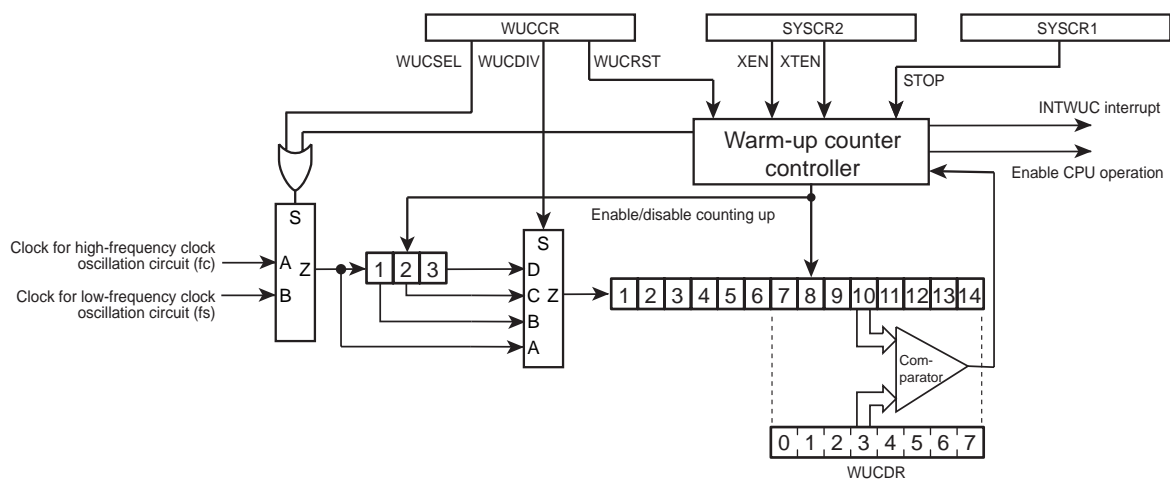 WUCCR
SYSCR2
SYSCR1
WUCSEL
WUCDIV
WUCRST
XEN
XTEN
STOP
INTWUC interrupt
Warm-up counter
controller
Enable CPU operation
S
Enable/disable counting up
S
Clock for high-frequency clock
oscillation circuit (fc)
A
Z
1 2 3
D
Clock for low-frequency clock
oscillation circuit (fs)
B
C
Z
1 2 3 4 5 6 7 8 9 10 11 12 13 14
B
A
Com-
parator
0 1 2 3 4 5 6 7
WUCDR